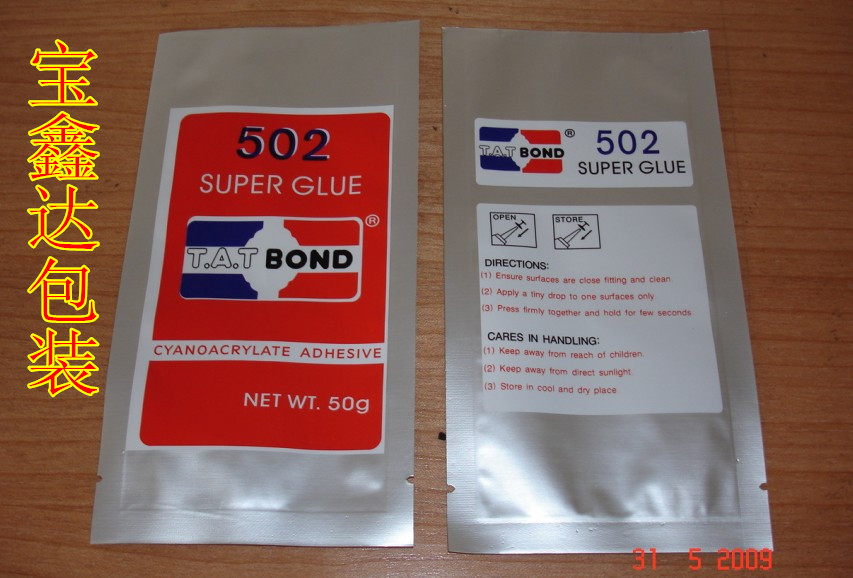 宝鑫达包装
502
SUPER GLUE
T.A.T BOND®
CYANOACRYLATE ADHESIVE
NET WT. 50g
T.A.T BOND®
502
SUPER GLUE
OPEN
STORE
DIRECTIONS:
(1) Ensure surfaces are close fitting and clean.
(2) Apply a tiny drop to one surfaces only.
(3) Press firmly together and hold for few seconds.
CARES IN HANDLING:
(1) Keep away from reach of children.
(2) Keep away from direct sunlight.
(3) Store in cool and dry place.
31 5 2009